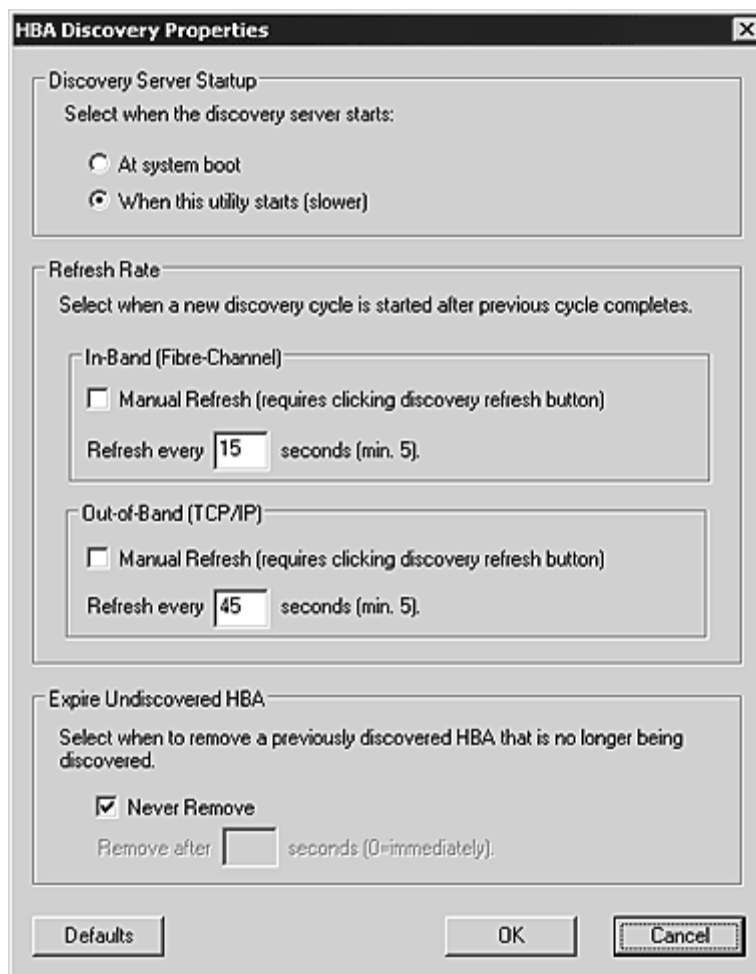 HBA Discovery Properties
Discovery Server Startup
Select when the discovery server starts:
At system boot
When this utility starts (slower)
Refresh Rate
Select when a new discovery cycle is started after previous cycle completes.
In-Band (Fibre-Channel)
Manual Refresh (requires clicking discovery refresh button)
Refresh every 15 seconds (min. 5).
Out-of-Band (TCP/IP)
Manual Refresh (requires clicking discovery refresh button)
Refresh every 45 seconds (min. 5).
Expire Undiscovered HBA
Select when to remove a previously discovered HBA that is no longer being
discovered.
Never Remove
Remove after seconds (0=immediately).
Defaults OK Cancel